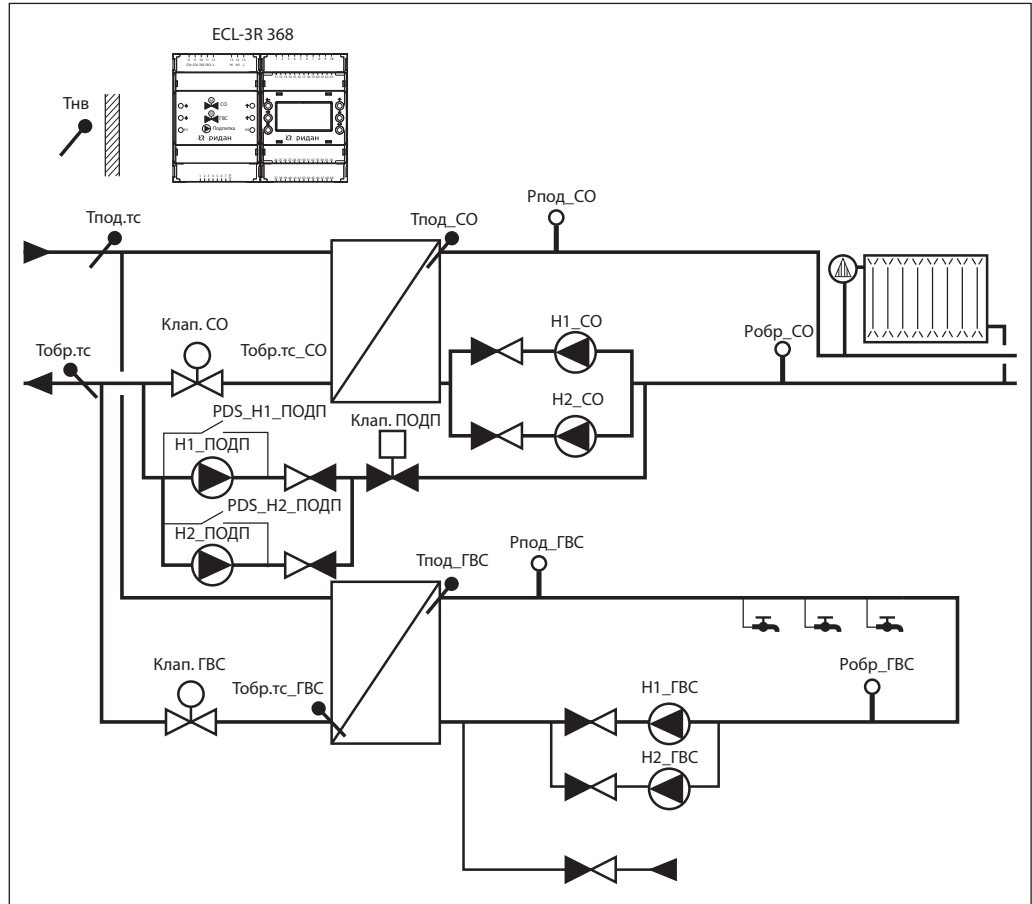 ECL-3R 368
Тнв
СО
ГВС
Подпитка
ридан
ридан
Тпод.тс
Тпод_СО
Рпод_СО
Клап. СО
Н1_СО
Тобр.тс
Тобр.тс_СО
Робр_СО
PDS_Н1_ПОДП
Клап. ПОДП
Н2_СО
Н1_ПОДП
PDS_Н2_ПОДП
Н2_ПОДП
Тпод_ГВС
Рпод_ГВС
Клап. ГВС
Тобр.тс_ГВС
Н1_ГВС
Робр_ГВС
Н2_ГВС